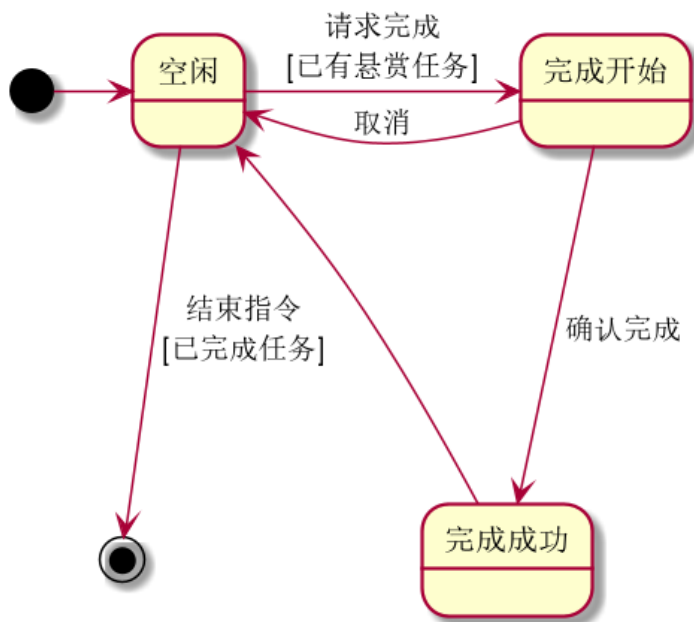 请求完成
[已有悬赏任务]
空闲
完成开始
取消
结束指令
[已完成任务]
确认完成
完成成功